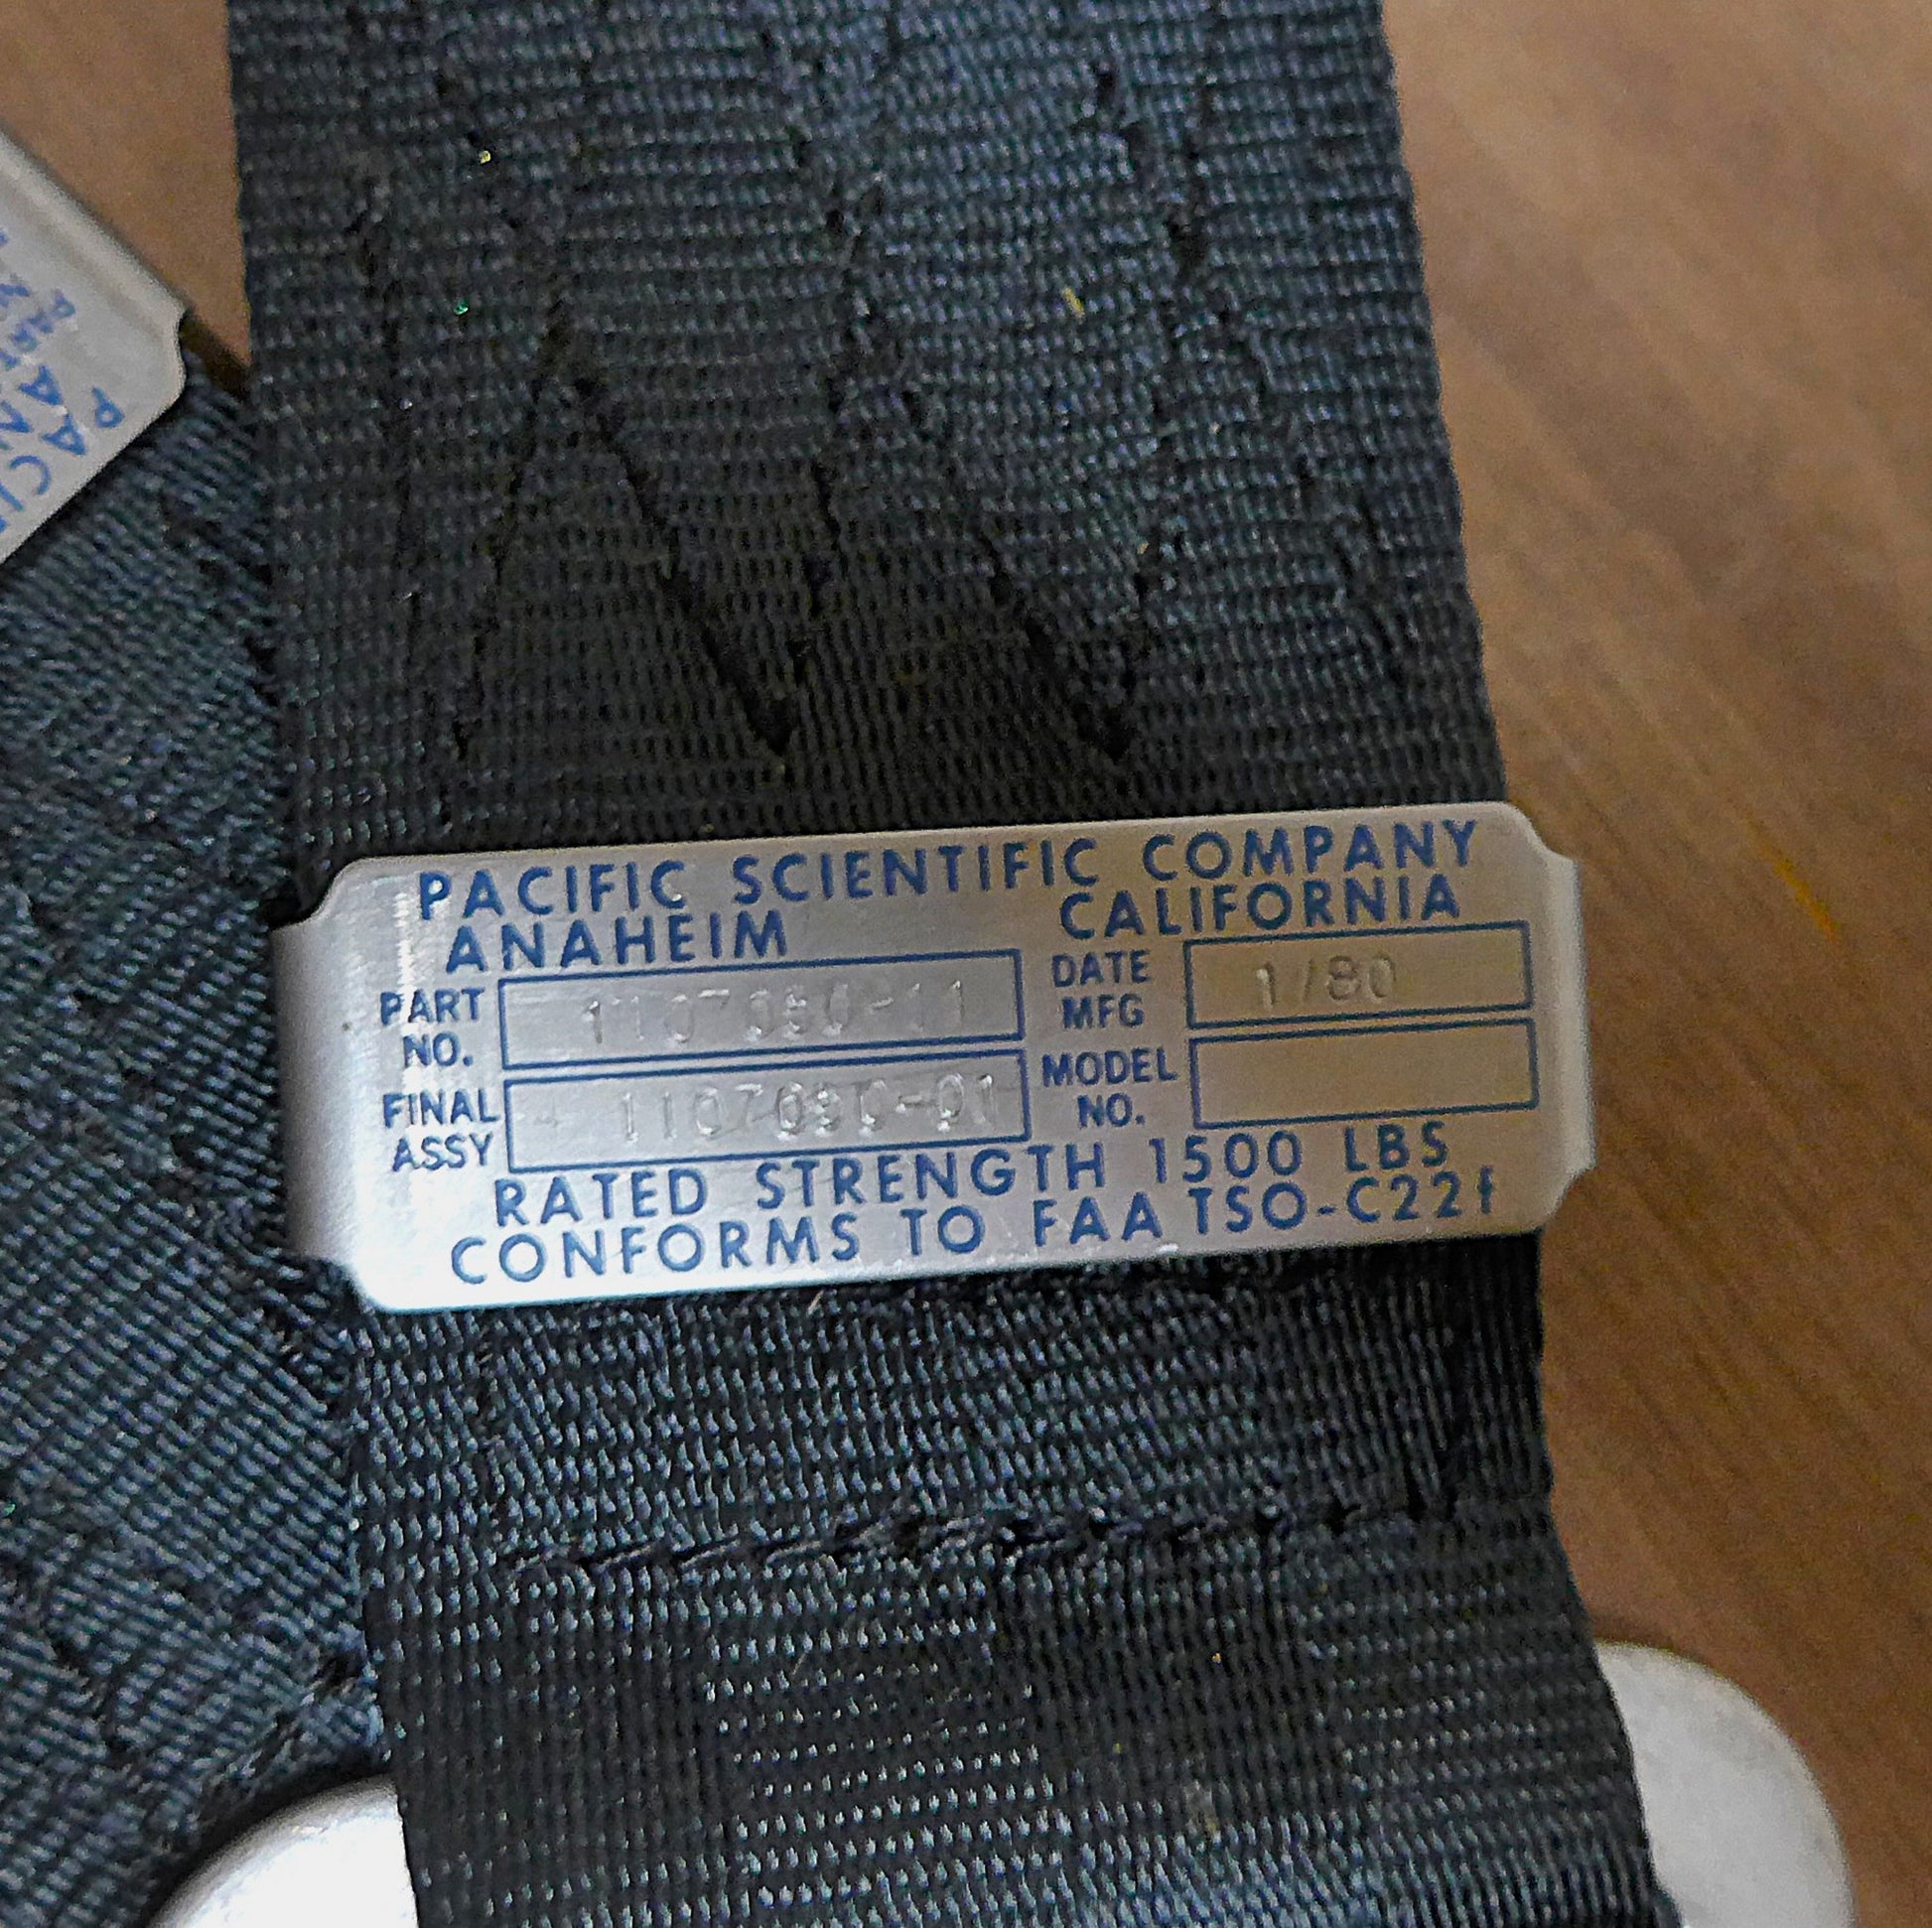 PACIFIC SCIENTIFIC COMPANY
ANAHEIM CALIFORNIA
PART NO. DATE MFG 1/80
FINAL ASSY MODEL NO.
RATED STRENGTH 1500 LBS
CONFORMS TO FAA TSO-C22f